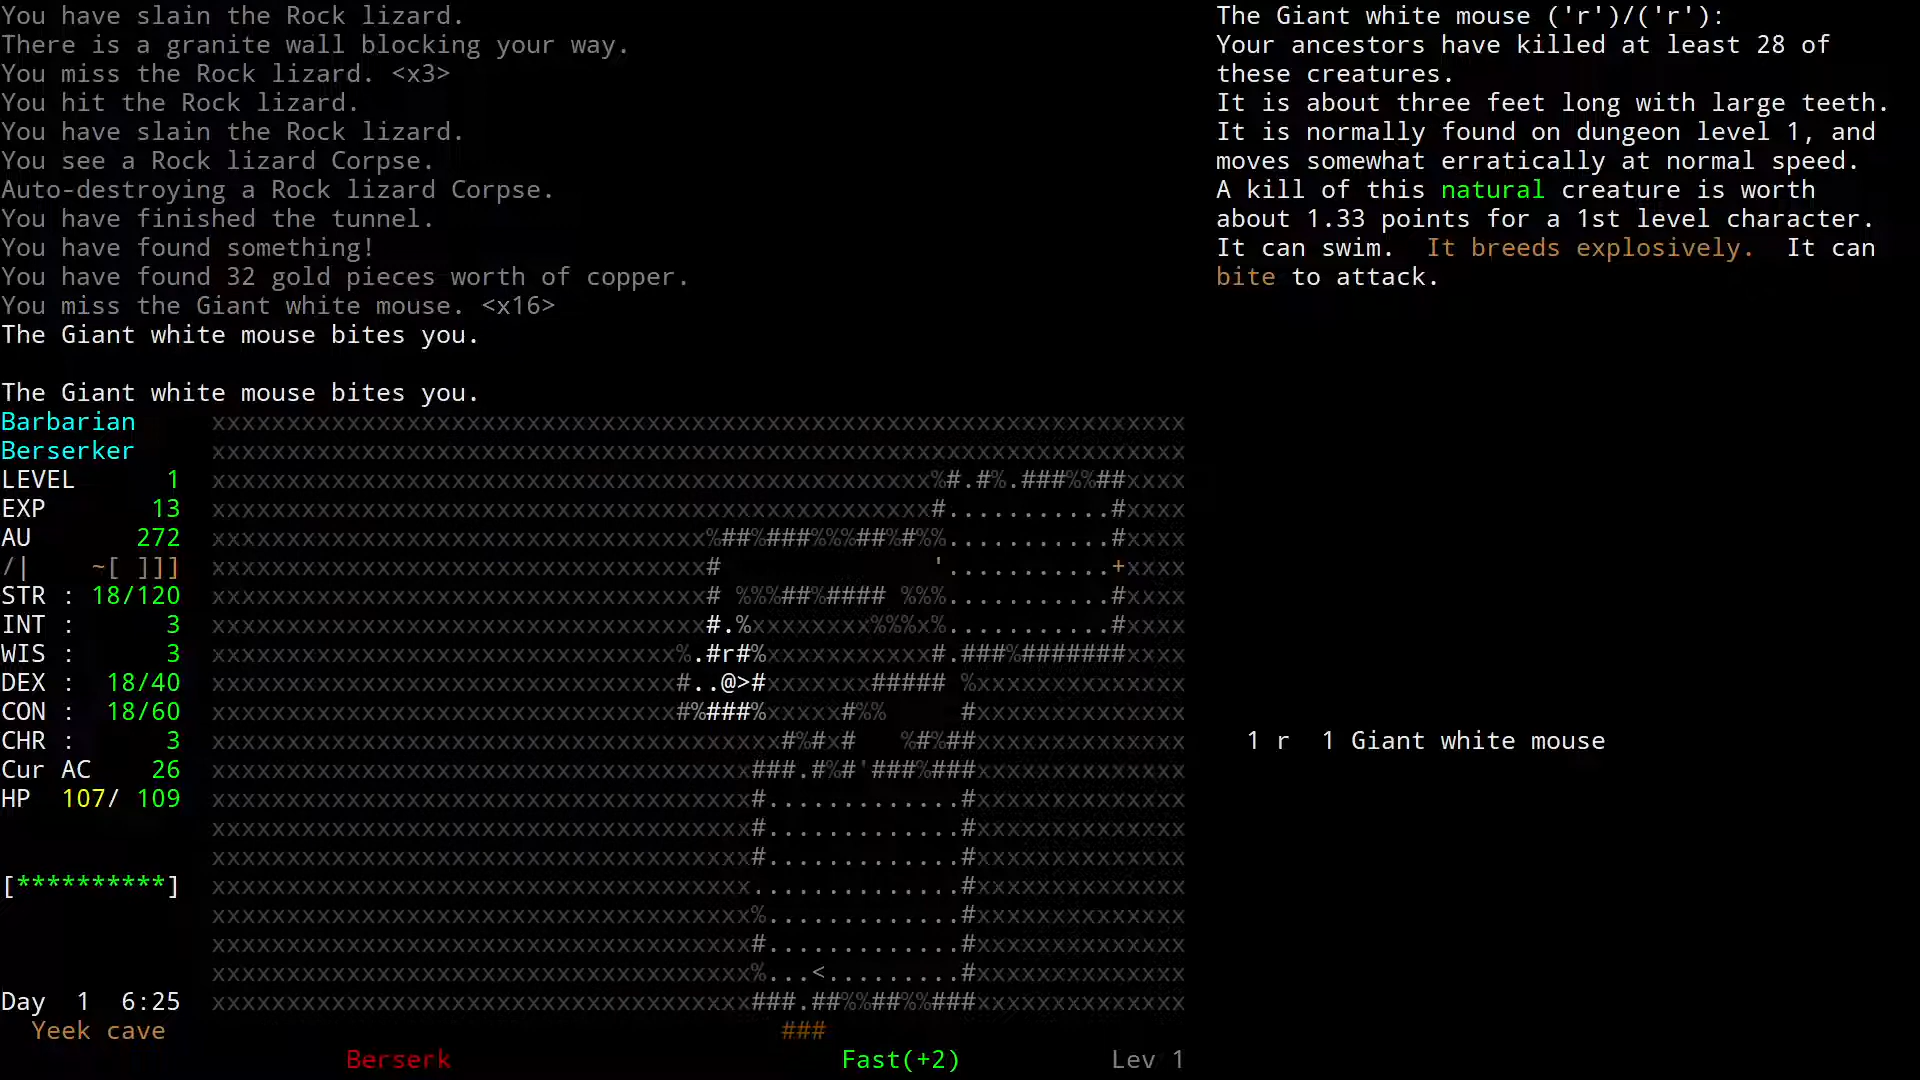 You have slain the Rock lizard.
There is a granite wall blocking your way.
You miss the Rock lizard. <x3>
You hit the Rock lizard.
You have slain the Rock lizard.
You see a Rock lizard Corpse.
Auto-destroying a Rock lizard Corpse.
You have finished the tunnel.
You have found something!
You have found 32 gold pieces worth of copper.
You miss the Giant white mouse. <x16>
The Giant white mouse bites you.
The Giant white mouse bites you.
The Giant white mouse ('r')/('r'):
Your ancestors have killed at least 28 of
these creatures.
It is about three feet long with large teeth.
It is normally found on dungeon level 1, and
moves somewhat erratically at normal speed.
A kill of this natural creature is worth
about 1.33 points for a 1st level character.
It can swim.  It breeds explosively.  It can
bite to attack.
Barbarian
Berserker
LEVEL 1
EXP 13
AU 272
/| ~[ ]]]
STR : 18/120
INT : 3
WIS : 3
DEX : 18/40
CON : 18/60
CHR : 3
Cur AC 26
HP 107/ 109
[**********]
Day 1 6:25
Yeek cave
Berserk
Fast(+2)
Lev 1
1 r 1 Giant white mouse